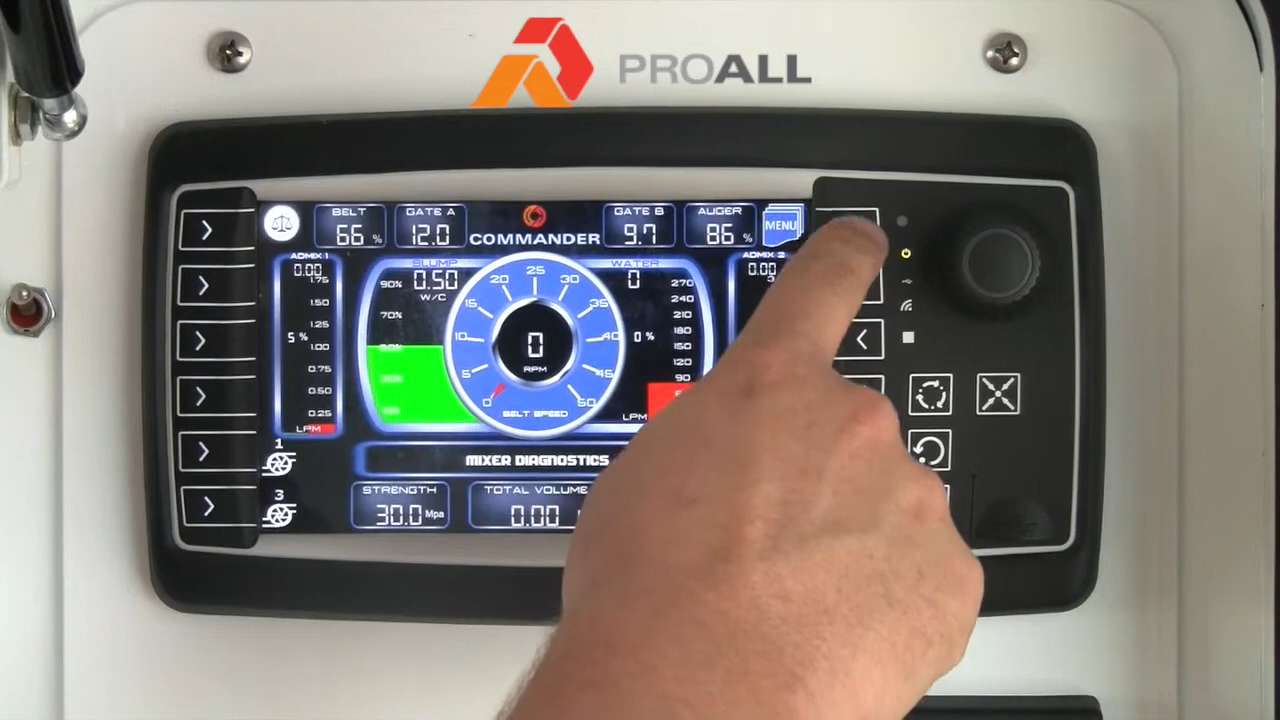 PROALL
BELT
66 %
GATE A
12.0
COMMANDER
GATE B
9.7
AUGER
86 %
MENU
ADMIX 1
0.00
1.75
1.50
1.25
5 %
1.00
0.75
0.50
0.25
LPM
SLUMP
0.50
W/C
90%
70%
0
5
10
15
20
25
30
35
40
45
50
0
RPM
BELT SPEED
WATER
0
270
240
210
180
0 %
150
120
90
LPM
ADMIX 2
0.00
MIXER DIAGNOSTICS
1
3
STRENGTH
30.0 Mpa
TOTAL VOLUME
0.00